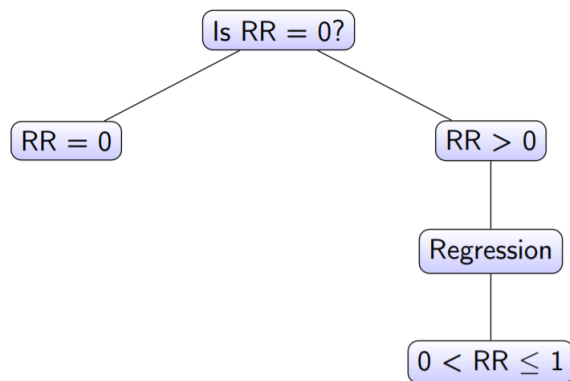 Is RR = 0?
RR = 0
RR > 0
Regression
0 < RR ≤ 1